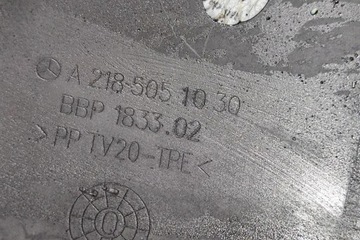 A 218-505 10 30
BBP 1833.02
> PP TV20-TPE <
Q